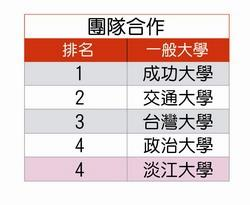 團隊合作
排名 一般大學
1 成功大學
2 交通大學
3 台灣大學
4 政治大學
4 淡江大學